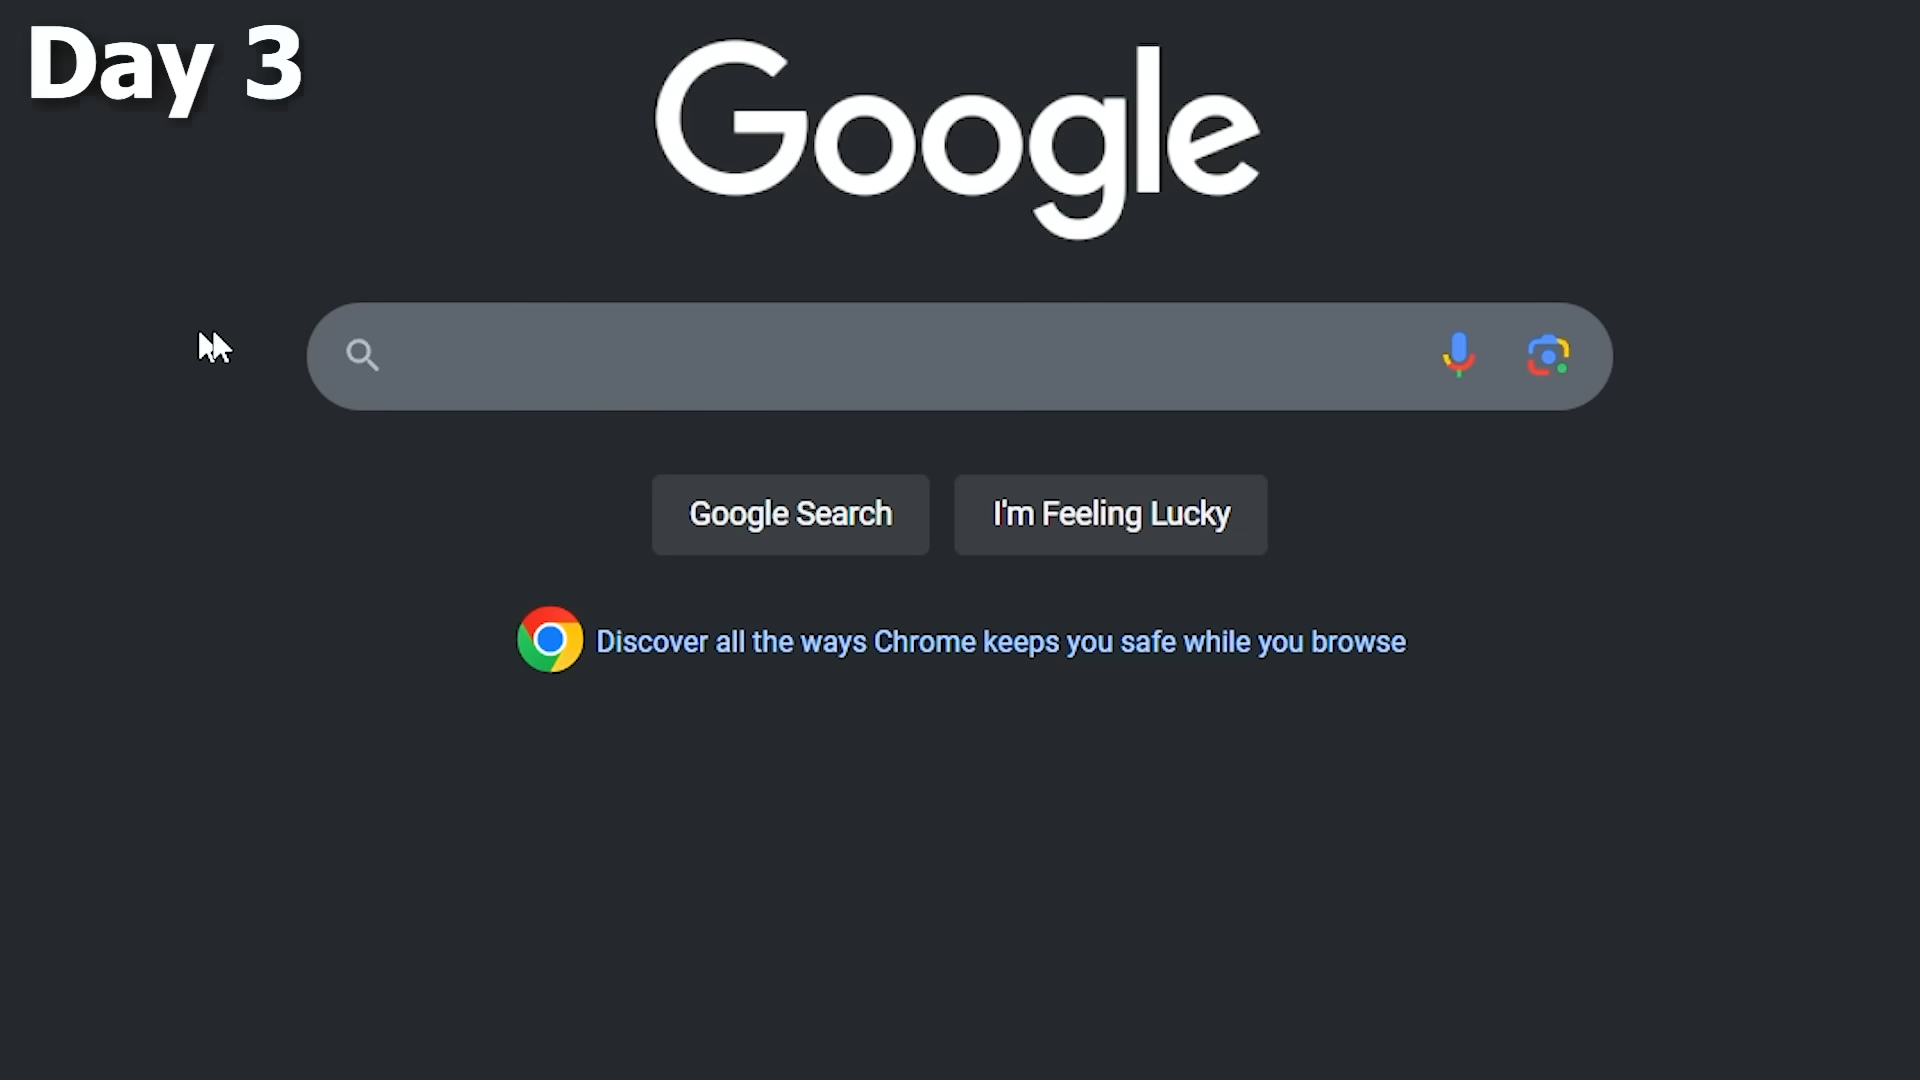 Day 3
Google
Google Search
I'm Feeling Lucky
Discover all the ways Chrome keeps you safe while you browse